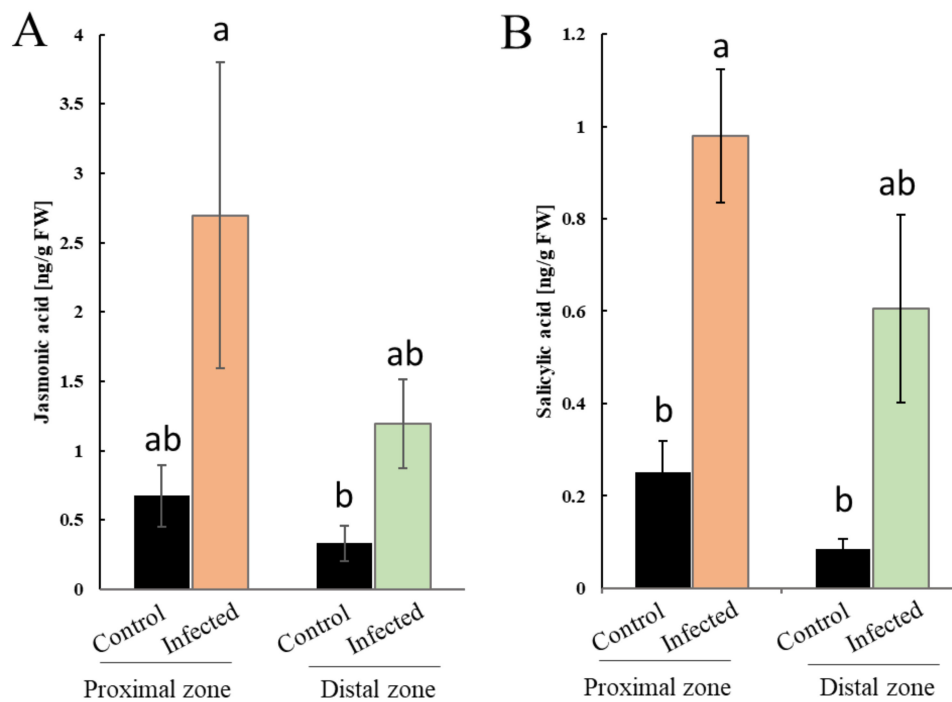 A
Jasmonic acid [ng/g FW]
4
3.5
3
2.5
2
1.5
1
0.5
0
ab
a
b
ab
Control
Infected
Control
Infected
Proximal zone
Distal zone
B
Salicylic acid [ng/g FW]
1.2
1
0.8
0.6
0.4
0.2
0
b
a
b
ab
Control
Infected
Control
Infected
Proximal zone
Distal zone